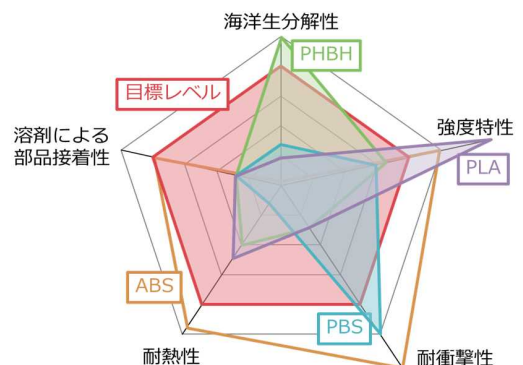 海洋生分解性
PHBH
目標レベル
強度特性
溶剤による
部品接着性
PLA
ABS
PBS
耐熱性
耐衝撃性